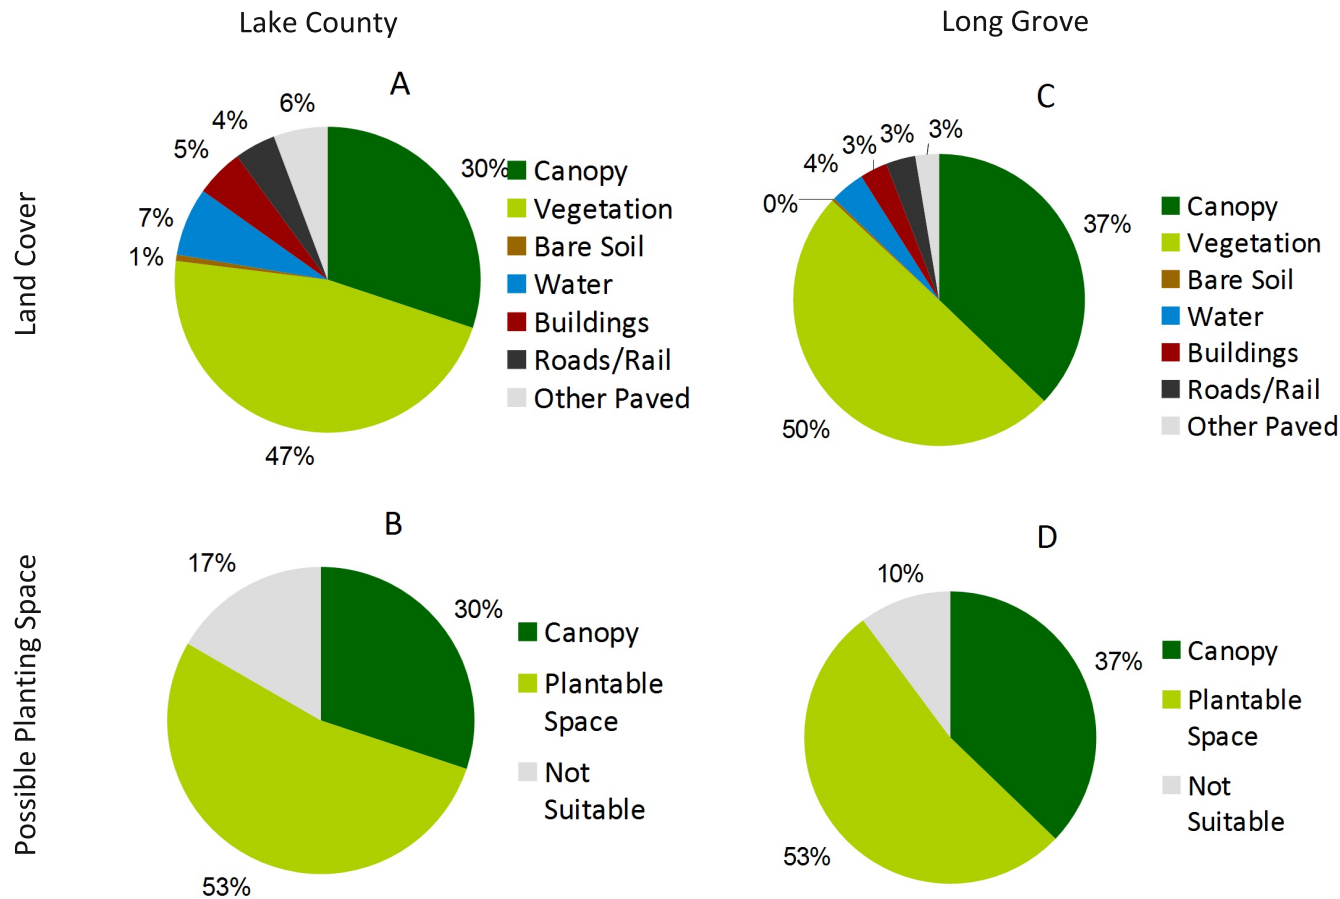 Lake County
Long Grove
Land Cover
A
6%
4%
5%
7%
1%
30%
47%
Canopy
Vegetation
Bare Soil
Water
Buildings
Roads/Rail
Other Paved
C
3%
3%
3%
4%
0%
37%
50%
Canopy
Vegetation
Bare Soil
Water
Buildings
Roads/Rail
Other Paved
Possible Planting Space
B
17%
30%
53%
Canopy
Plantable
Space
Not
Suitable
D
10%
37%
53%
Canopy
Plantable
Space
Not
Suitable